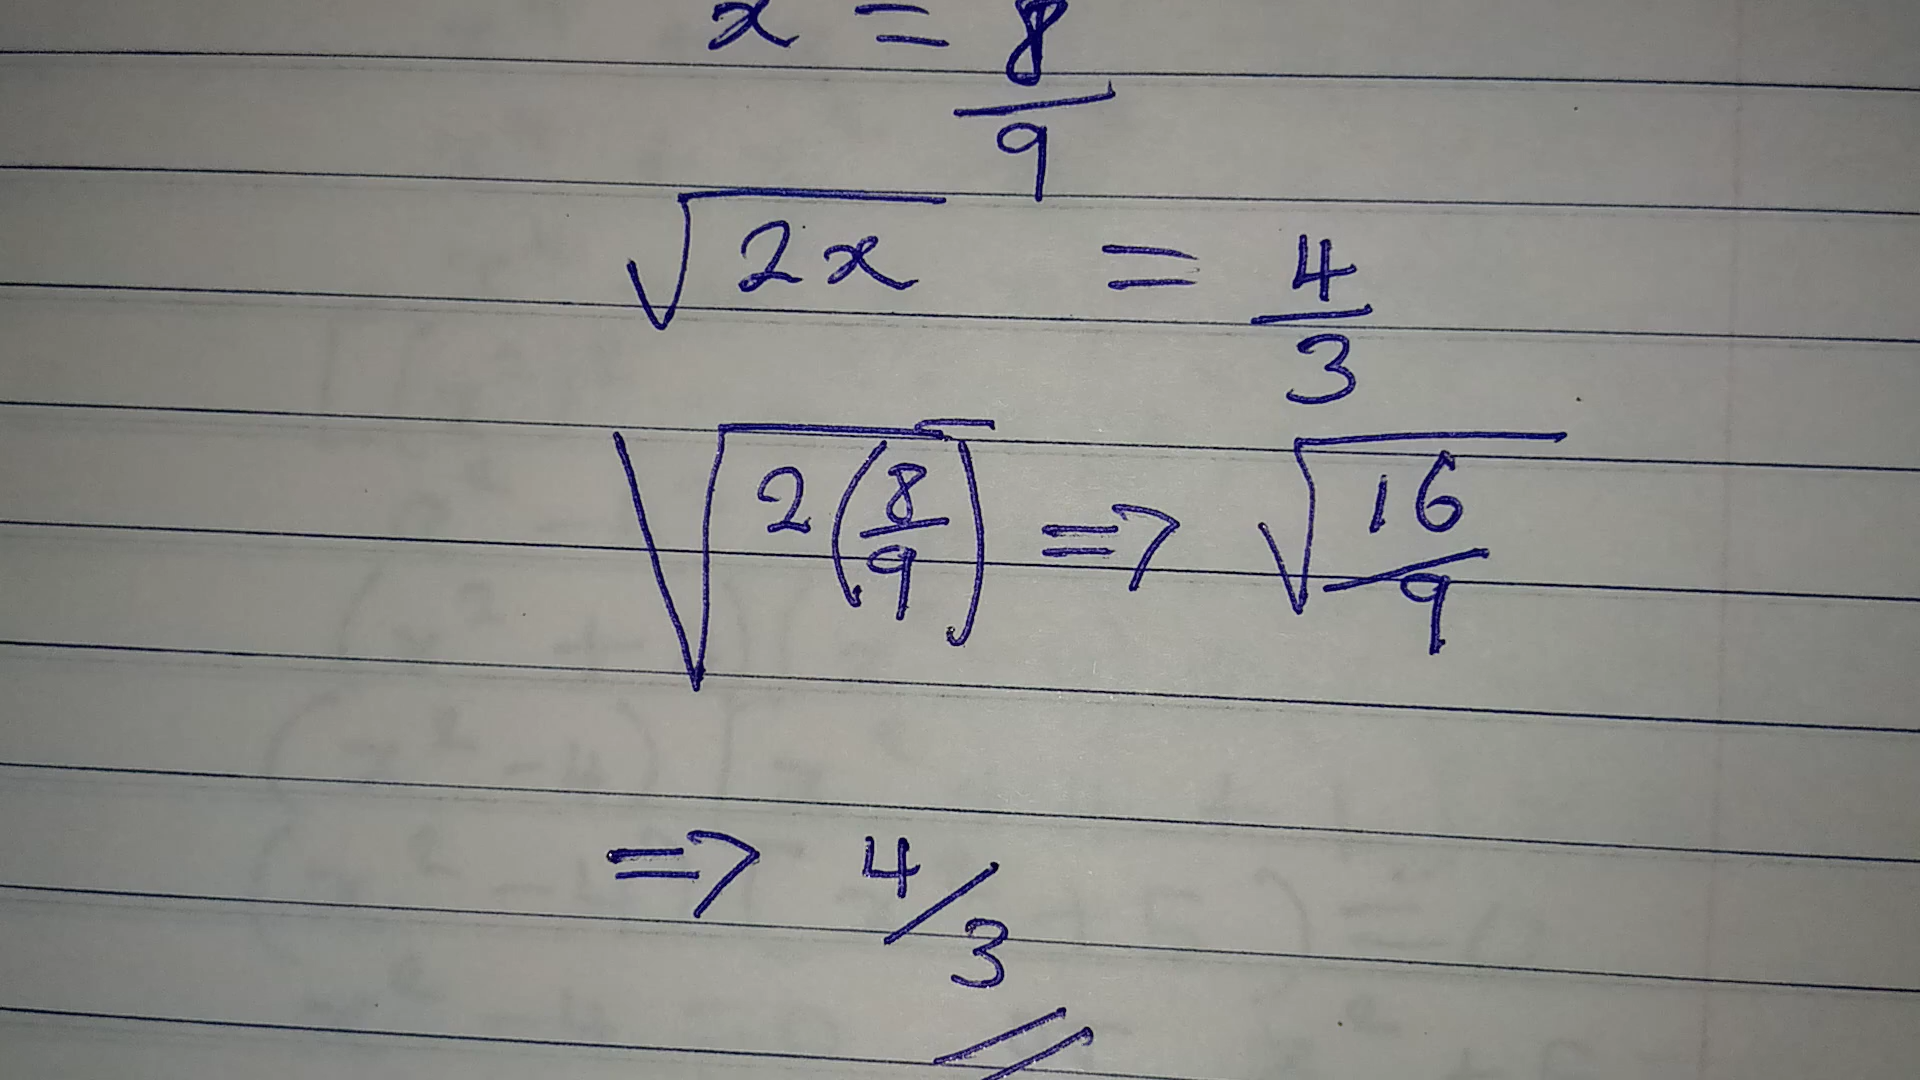 x = 8/9
√2x = 4/3
√2(8/9) => √16/9
=> 4/3